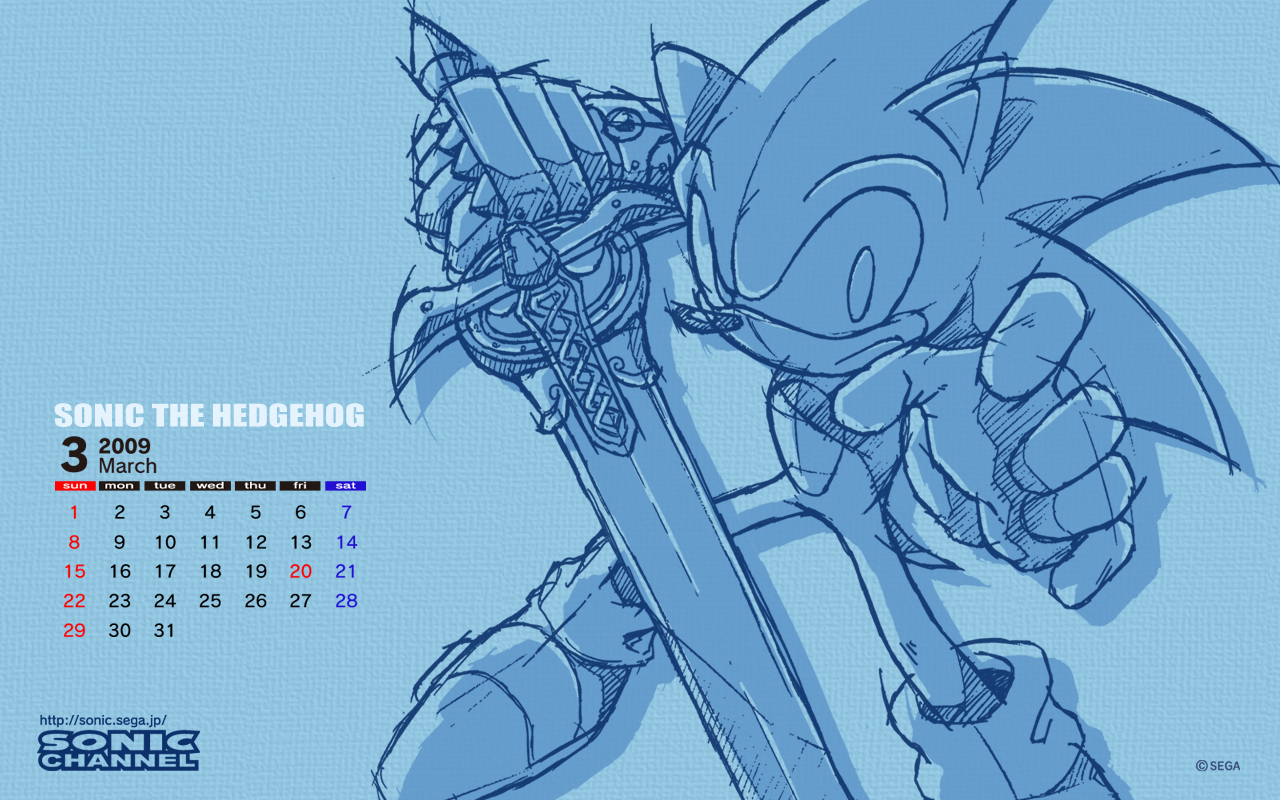 SONIC THE HEDGEHOG
3 2009
March
sun mon tue wed thu fri sat
1 2 3 4 5 6 7
8 9 10 11 12 13 14
15 16 17 18 19 20 21
22 23 24 25 26 27 28
29 30 31
http://sonic.sega.jp/
SONIC
CHANNEL
©SEGA